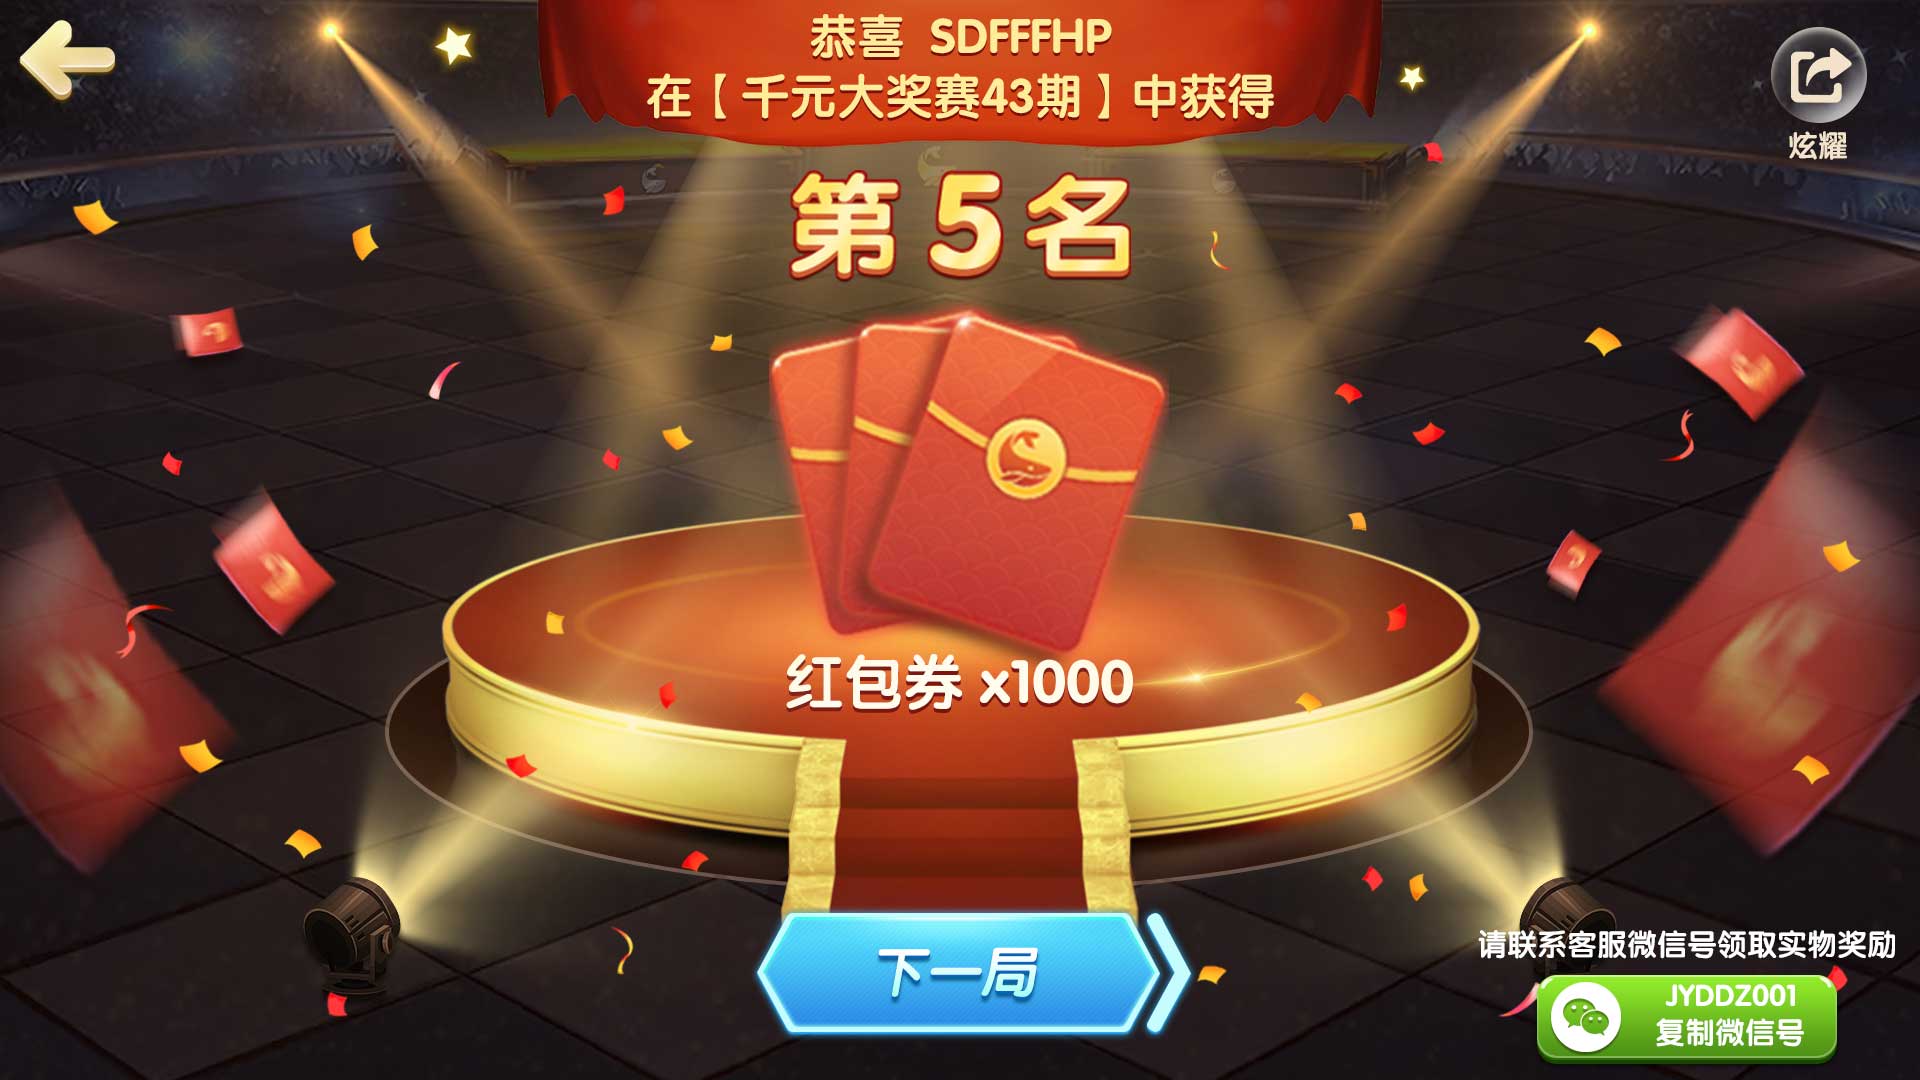 恭喜 SDFFFHP
在【千元大奖赛43期】中获得
炫耀
第5名
红包券 x1000
下一局
请联系客服微信号领取实物奖励
JYDDZ001
复制微信号